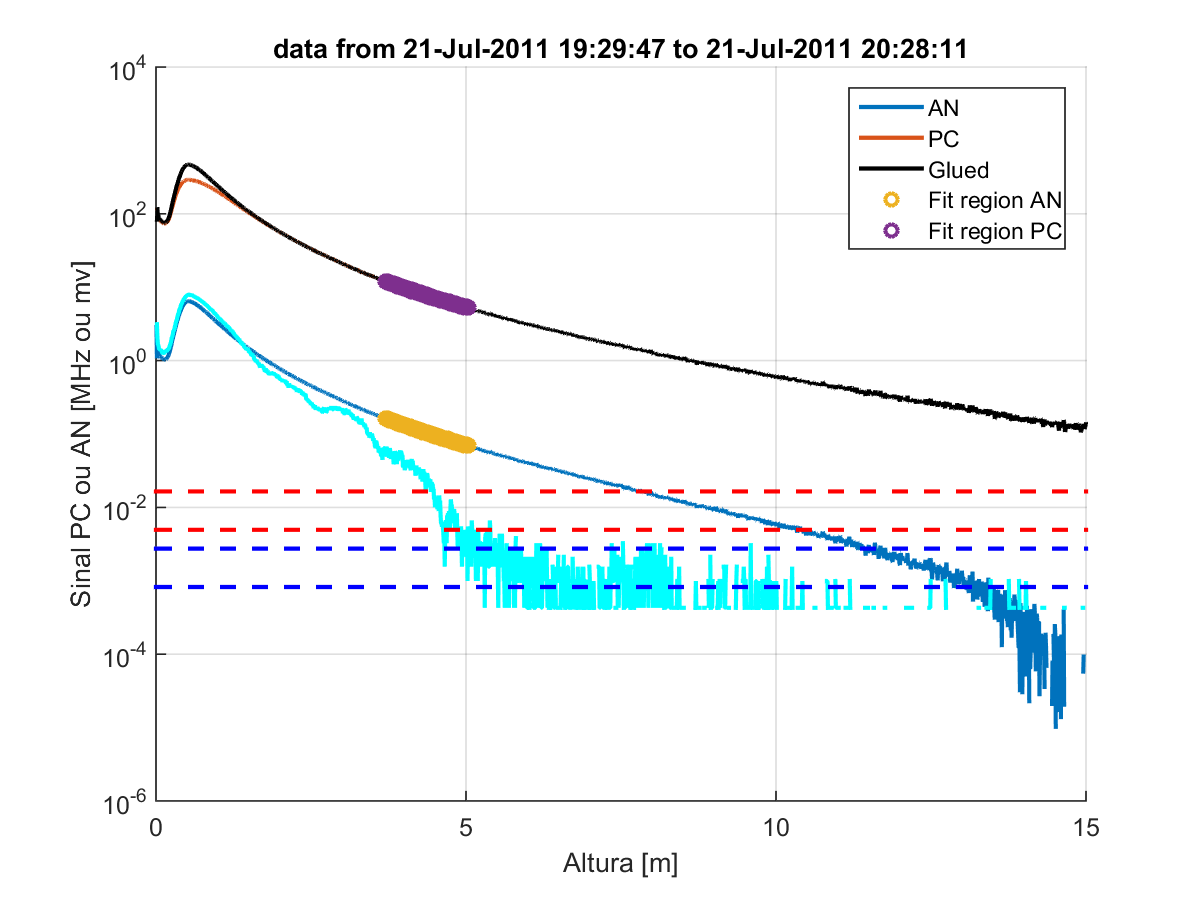 data from 21-Jul-2011 19:29:47 to 21-Jul-2011 20:28:11
Sinal PC ou AN [MHz ou mv]
10^4
10^2
10^0
10^-2
10^-4
10^-6
AN
PC
Glued
Fit region AN
Fit region PC
0 5 10 15
Altura [m]